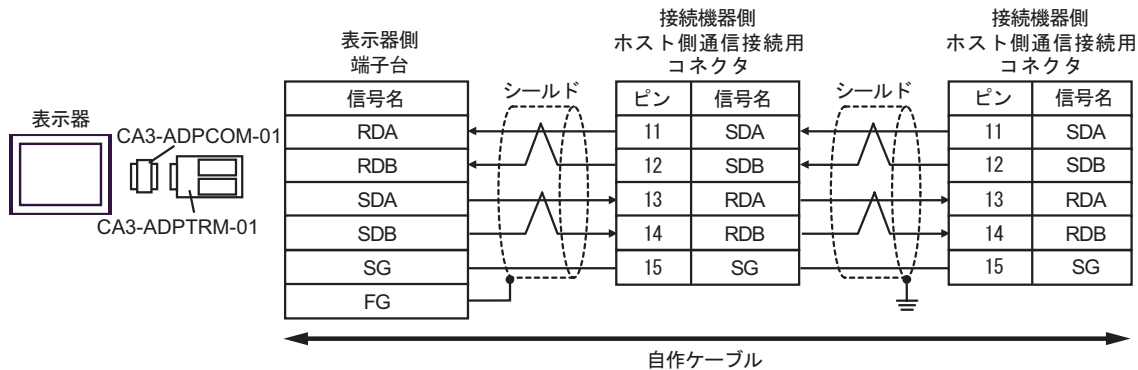 表示器
CA3-ADPCOM-01
CA3-ADPTRM-01
表示器側
端子台
信号名
RDA
RDB
SDA
SDB
SG
FG
シールド
接続機器側
ホスト側通信接続用
コネクタ
ピン 信号名
11 SDA
12 SDB
13 RDA
14 RDB
15 SG
シールド
接続機器側
ホスト側通信接続用
コネクタ
ピン 信号名
11 SDA
12 SDB
13 RDA
14 RDB
15 SG
自作ケーブル